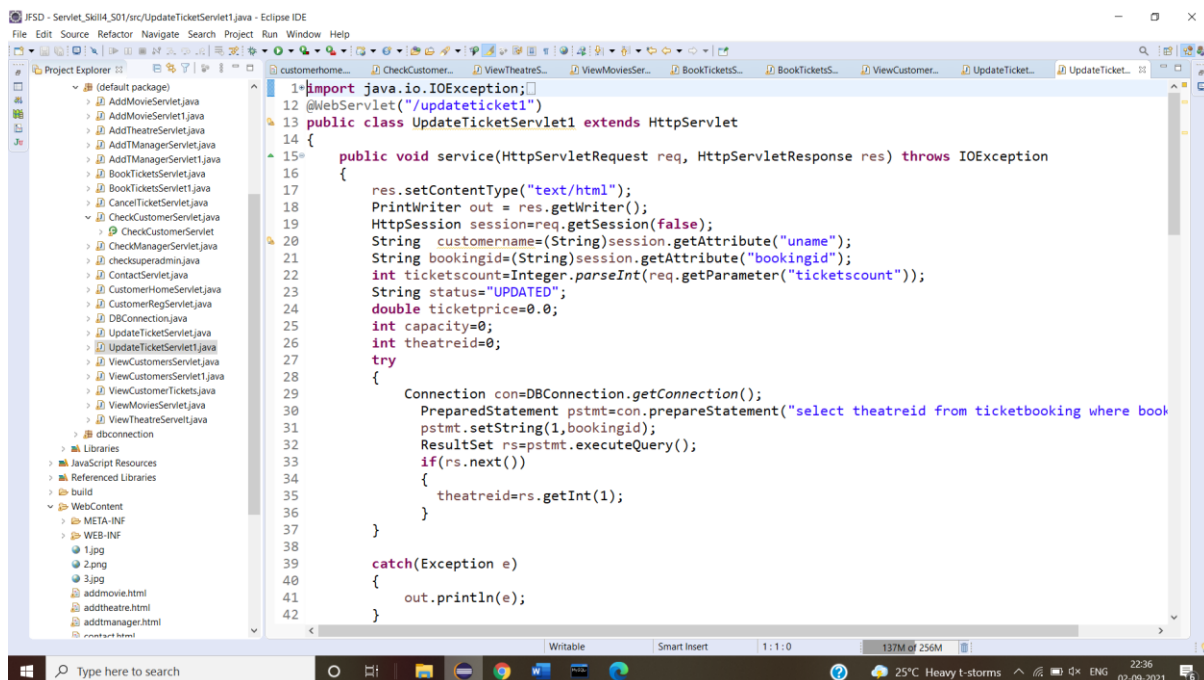 JFSD - Servlet_Skill4_S01/src/UpdateTicketServlet1.java - Eclipse IDE
File Edit Source Refactor Navigate Search Project Run Window Help
Project Explorer
customerhome.... CheckCustomer... ViewTheatreS... ViewMoviesSer... BookTicketsS... BookTicketsS... ViewCustomer... UpdateTicket... UpdateTicket...
(default package)
AddMovieServlet.java
AddMovieServlet1.java
AddTheatreServlet.java
AddTManagerServlet.java
AddTManagerServlet1.java
BookTicketsServlet.java
BookTicketsServlet1.java
CancelTicketServlet.java
CheckCustomerServlet.java
CheckCustomerServlet
CheckManagerServlet.java
checksuperadmin.java
ContactServlet.java
CustomerHomeServlet.java
CustomerRegServlet.java
DBConnection.java
UpdateTicketServlet.java
UpdateTicketServlet1.java
ViewCustomersServlet.java
ViewCustomersServlet1.java
ViewCustomerTickets.java
ViewMoviesServlet.java
ViewTheatreServelt.java
dbconnection
Libraries
JavaScript Resources
Referenced Libraries
build
WebContent
META-INF
WEB-INF
1.jpg
2.png
3.jpg
addmovie.html
addtheatre.html
addtmanager.html
contact.html
1 import java.io.IOException;
12 @WebServlet("/updateticket1")
13 public class UpdateTicketServlet1 extends HttpServlet
14 {
15 public void service(HttpServletRequest req, HttpServletResponse res) throws IOException
16 {
17 res.setContentType("text/html");
18 PrintWriter out = res.getWriter();
19 HttpSession session=req.getSession(false);
20 String customername=(String)session.getAttribute("uname");
21 String bookingid=(String)session.getAttribute("bookingid");
22 int ticketscount=Integer.parseInt(req.getParameter("ticketscount"));
23 String status="UPDATED";
24 double ticketprice=0.0;
25 int capacity=0;
26 int theatreid=0;
27 try
28 {
29 Connection con=DBConnection.getConnection();
30 PreparedStatement pstmt=con.prepareStatement("select theatreid from ticketbooking where book
31 pstmt.setString(1,bookingid);
32 ResultSet rs=pstmt.executeQuery();
33 if(rs.next())
34 {
35 theatreid=rs.getInt(1);
36 }
37 }
38
39 catch(Exception e)
40 {
41 out.println(e);
42 }
Writable Smart Insert 1 : 1 : 0 137M of 256M
Type here to search 25°C Heavy t-storms ENG 22:36
02-09-2021